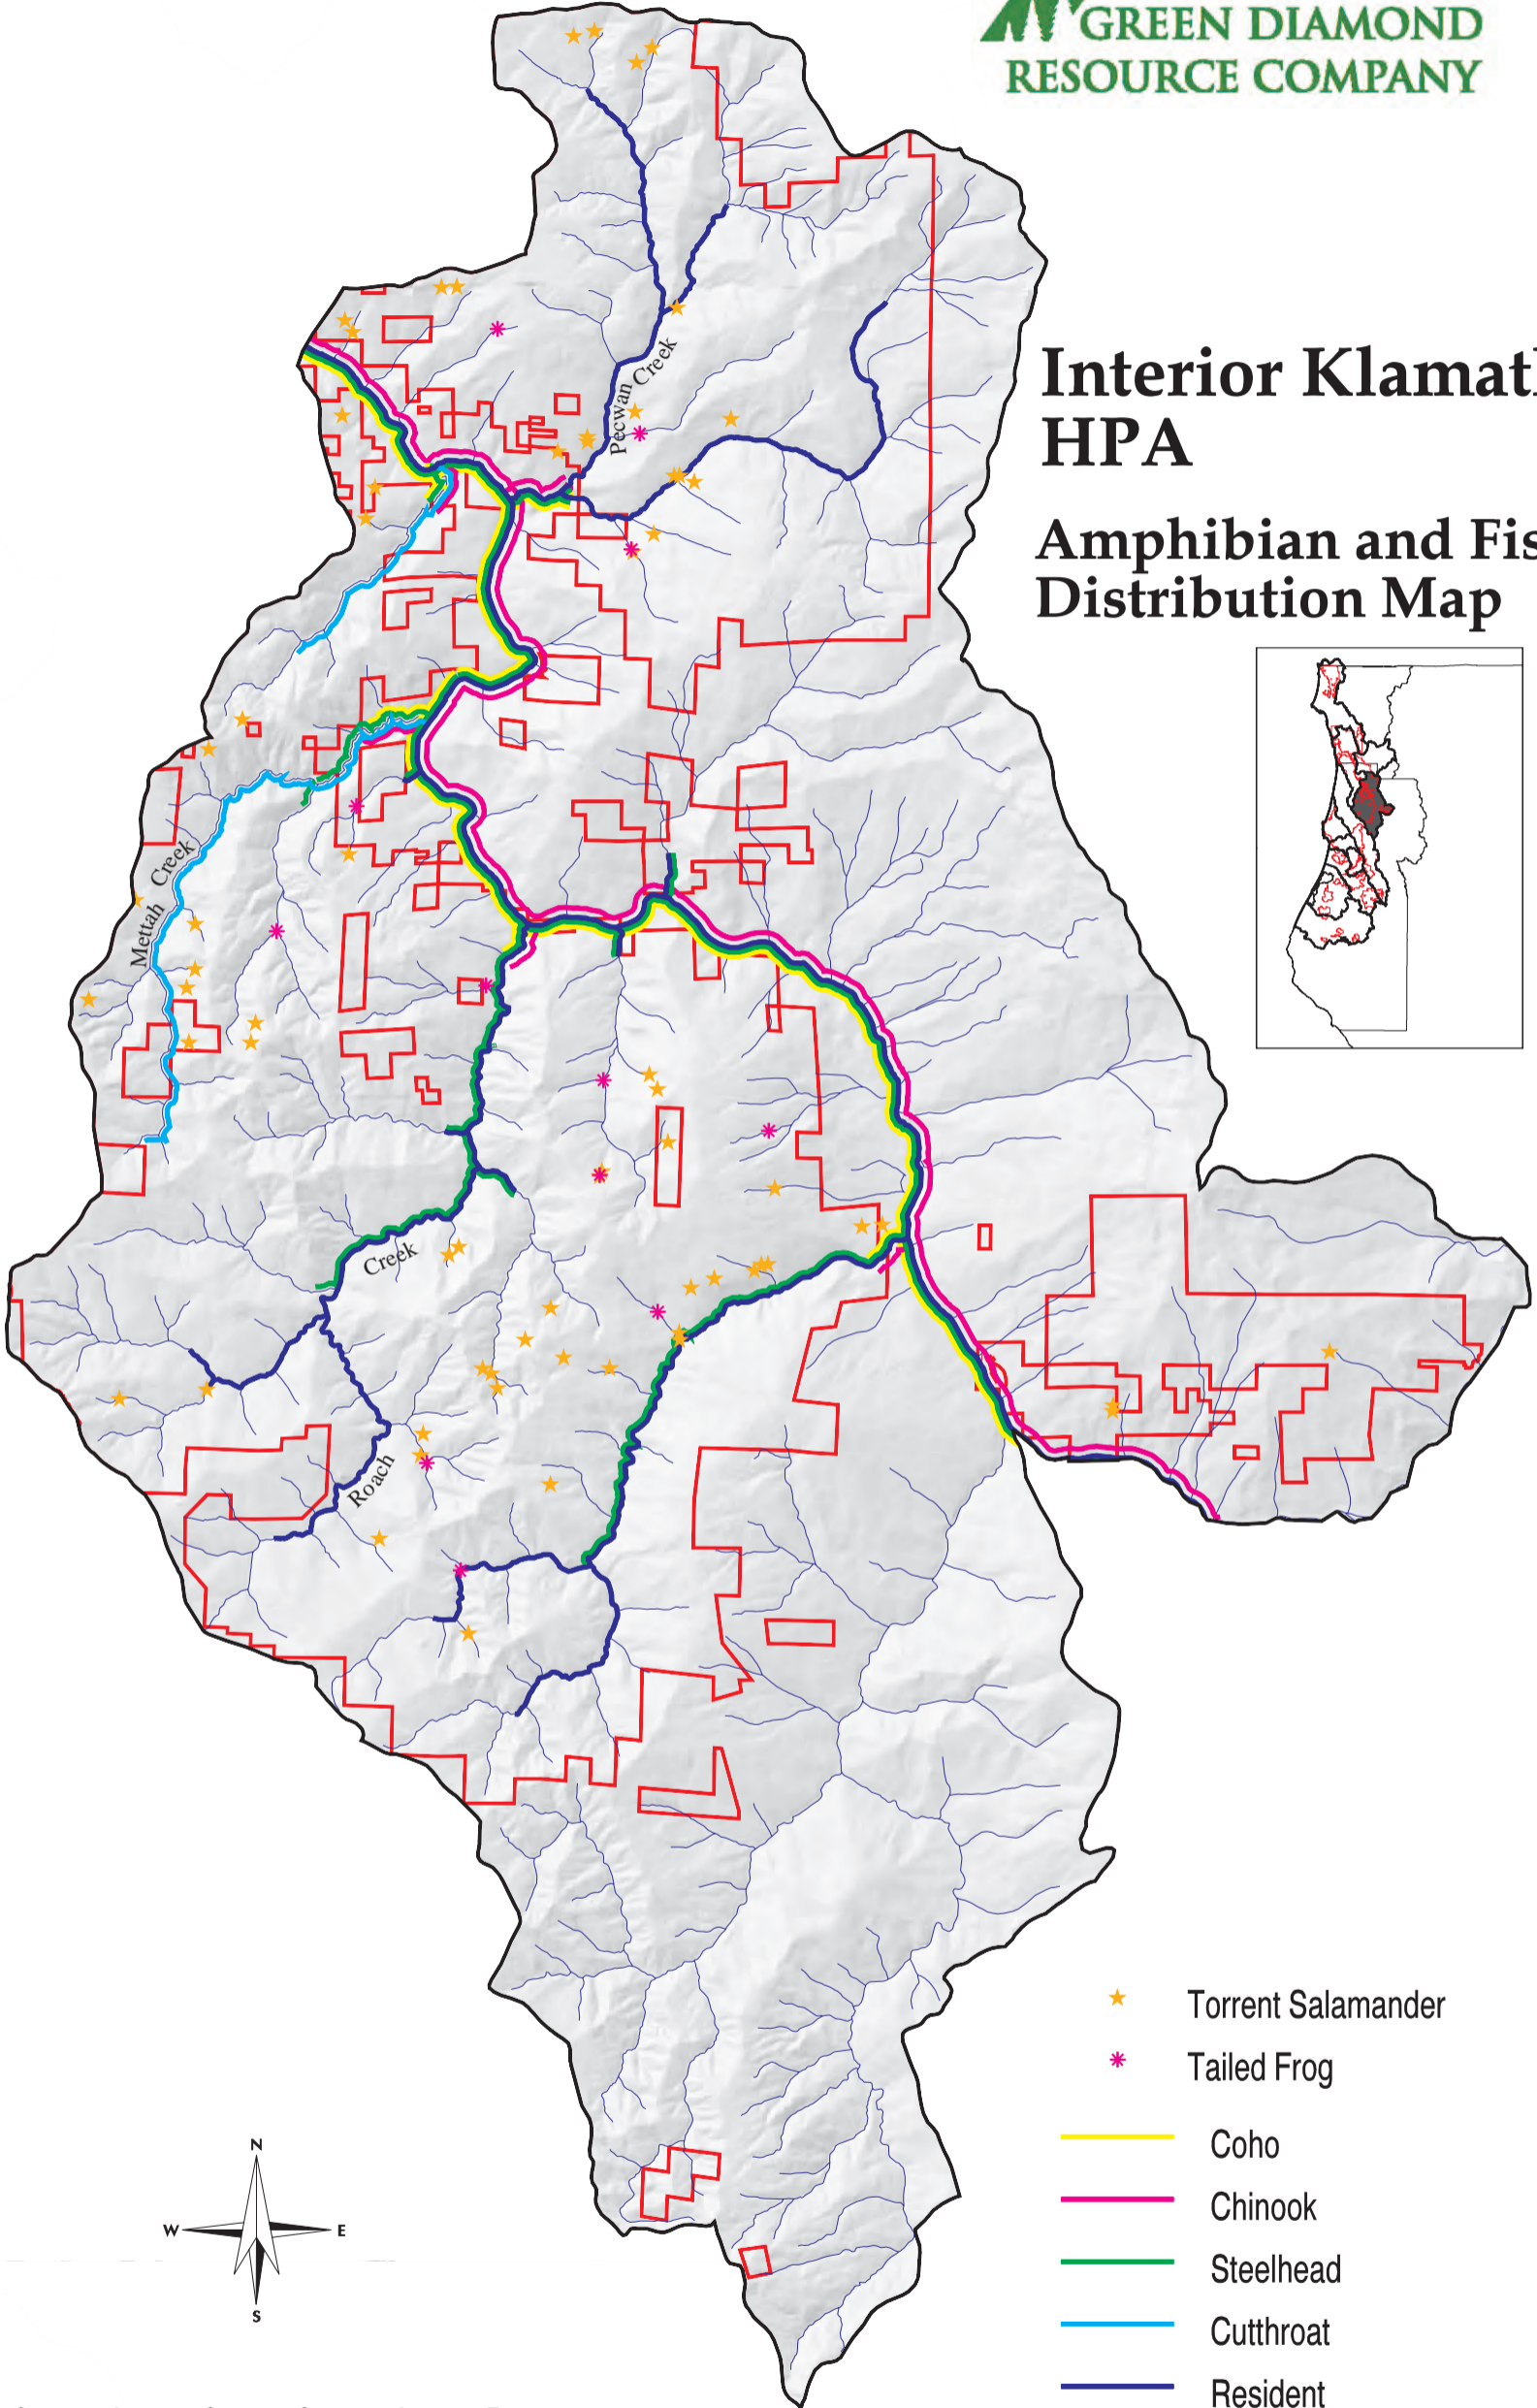 GREEN DIAMOND
RESOURCE COMPANY
Interior Klamat
HPA
Amphibian and Fis
Distribution Map
Pecwan Creek
Mettah Creek
Creek
Roach
Torrent Salamander
Tailed Frog
Coho
Chinook
Steelhead
Cutthroat
Resident
N
W E
S